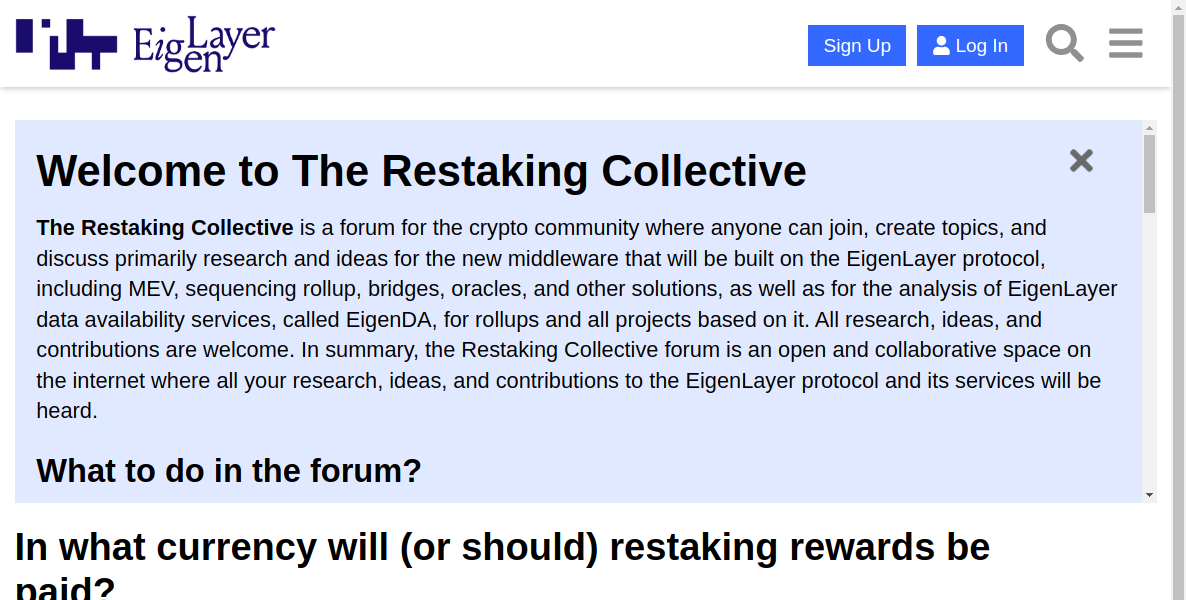 EigenLayer
Sign Up
Log In
Welcome to The Restaking Collective
The Restaking Collective is a forum for the crypto community where anyone can join, create topics, and
discuss primarily research and ideas for the new middleware that will be built on the EigenLayer protocol,
including MEV, sequencing rollup, bridges, oracles, and other solutions, as well as for the analysis of EigenLayer
data availability services, called EigenDA, for rollups and all projects based on it. All research, ideas, and
contributions are welcome. In summary, the Restaking Collective forum is an open and collaborative space on
the internet where all your research, ideas, and contributions to the EigenLayer protocol and its services will be
heard.
What to do in the forum?
In what currency will (or should) restaking rewards be
paid?